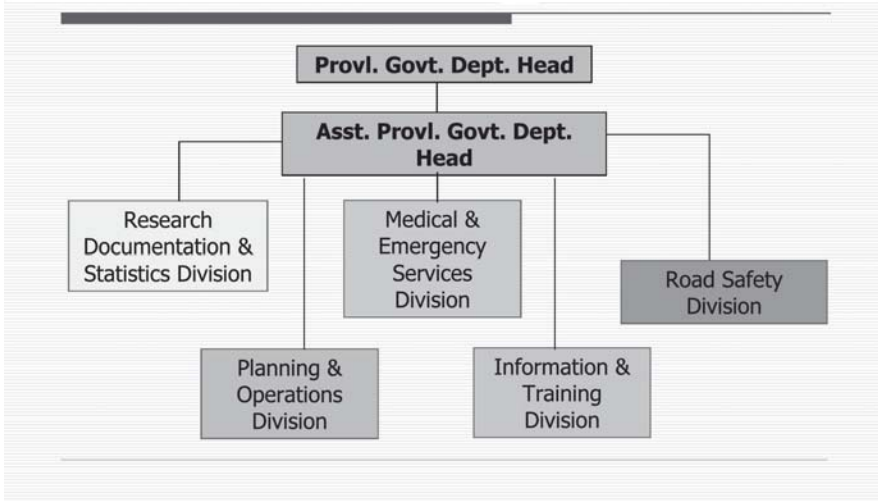 Provl. Govt. Dept. Head
Asst. Provl. Govt. Dept.
Head
Research
Documentation &
Statistics Division
Medical &
Emergency
Services
Division
Road Safety
Division
Planning &
Operations
Division
Information &
Training
Division